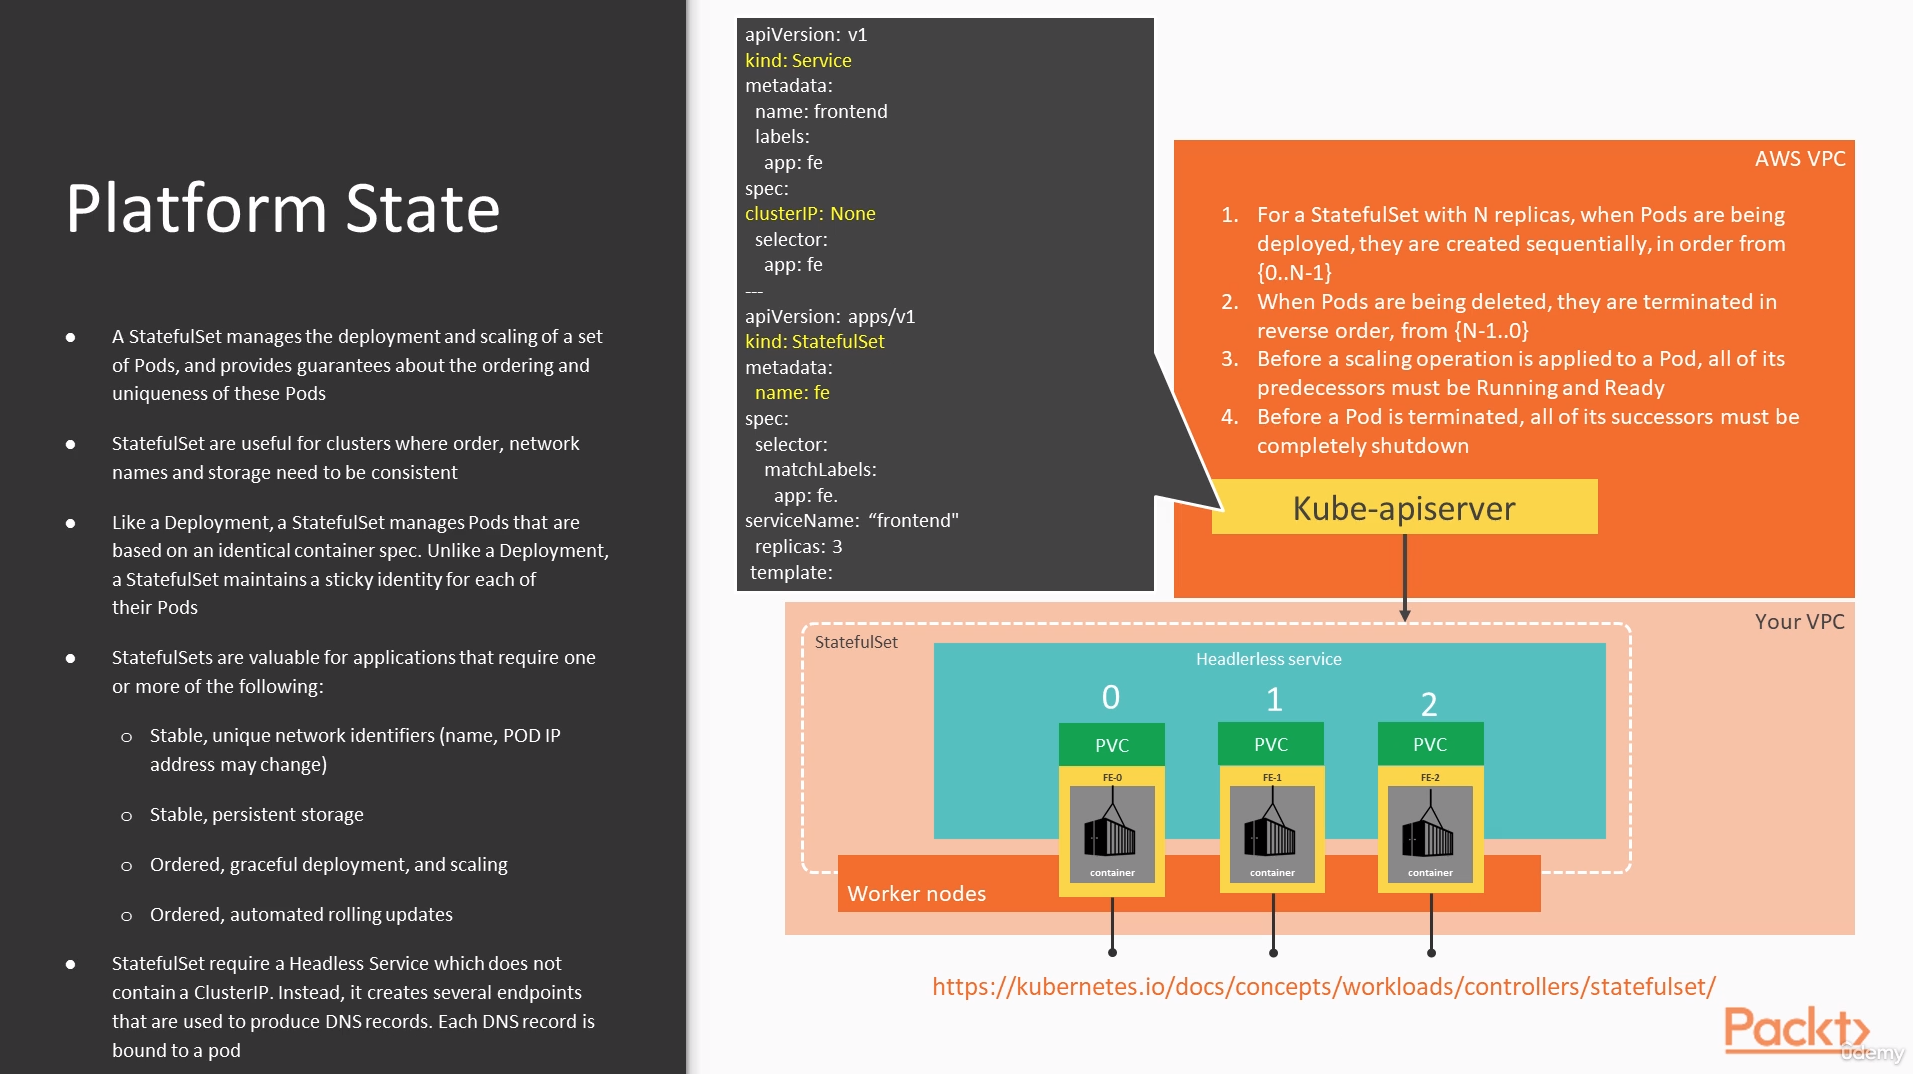 Platform State
● A StatefulSet manages the deployment and scaling of a set
of Pods, and provides guarantees about the ordering and
uniqueness of these Pods
● StatefulSet are useful for clusters where order, network
names and storage need to be consistent
● Like a Deployment, a StatefulSet manages Pods that are
based on an identical container spec. Unlike a Deployment,
a StatefulSet maintains a sticky identity for each of
their Pods
● StatefulSets are valuable for applications that require one
or more of the following:
o Stable, unique network identifiers (name, POD IP
address may change)
o Stable, persistent storage
o Ordered, graceful deployment, and scaling
o Ordered, automated rolling updates
● StatefulSet require a Headless Service which does not
contain a ClusterIP. Instead, it creates several endpoints
that are used to produce DNS records. Each DNS record is
bound to a pod
apiVersion: v1
kind: Service
metadata:
  name: frontend
  labels:
    app: fe
spec:
clusterIP: None
  selector:
    app: fe
---
apiVersion: apps/v1
kind: StatefulSet
metadata:
  name: fe
spec:
  selector:
    matchLabels:
      app: fe.
serviceName: “frontend"
  replicas: 3
 template:
AWS VPC
1. For a StatefulSet with N replicas, when Pods are being
deployed, they are created sequentially, in order from
{0..N-1}
2. When Pods are being deleted, they are terminated in
reverse order, from {N-1..0}
3. Before a scaling operation is applied to a Pod, all of its
predecessors must be Running and Ready
4. Before a Pod is terminated, all of its successors must be
completely shutdown
Kube-apiserver
Your VPC
StatefulSet
Headlerless service
0 1 2
PVC PVC PVC
FE-0 FE-1 FE-2
container container container
Worker nodes
https://kubernetes.io/docs/concepts/workloads/controllers/statefulset/
Packt>
ûdemy